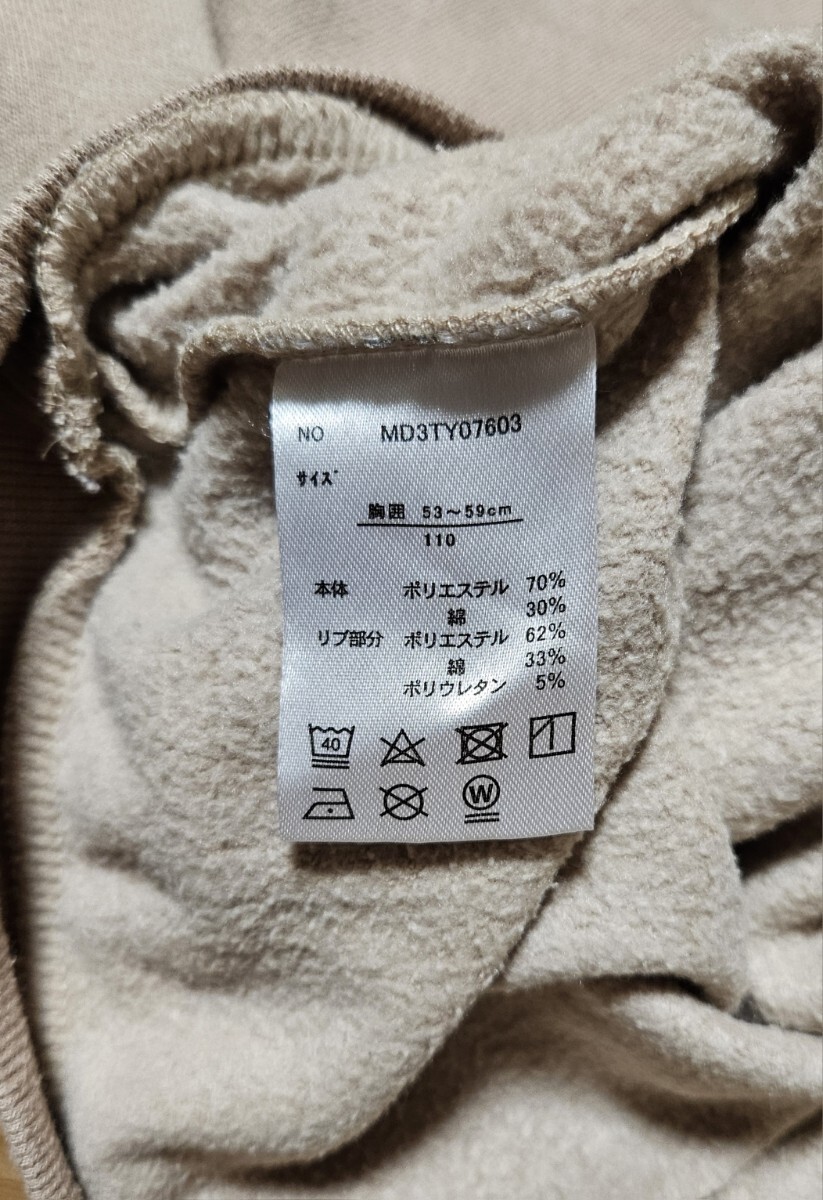 NO MD3TY07603
サイズ
胸囲 53～59cm
110
本体 ポリエステル 70%
綿 30%
リブ部分 ポリエステル 62%
綿 33%
ポリウレタン 5%
40
W